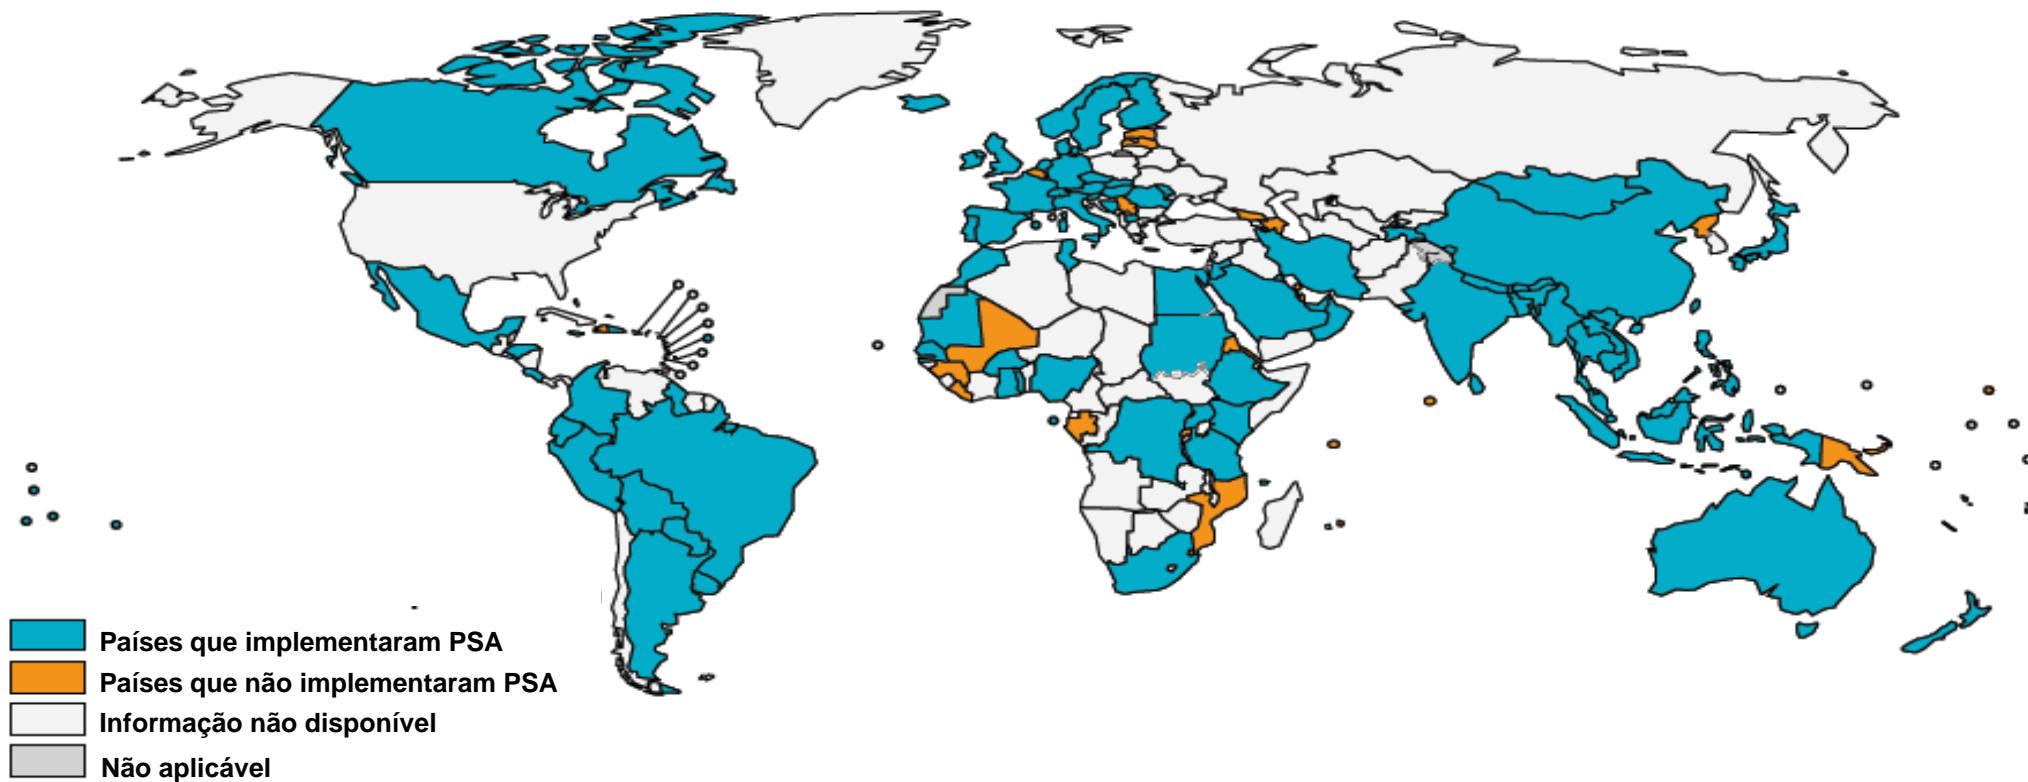 Países que implementaram PSA
Países que não implementaram PSA
Informação não disponível
Não aplicável